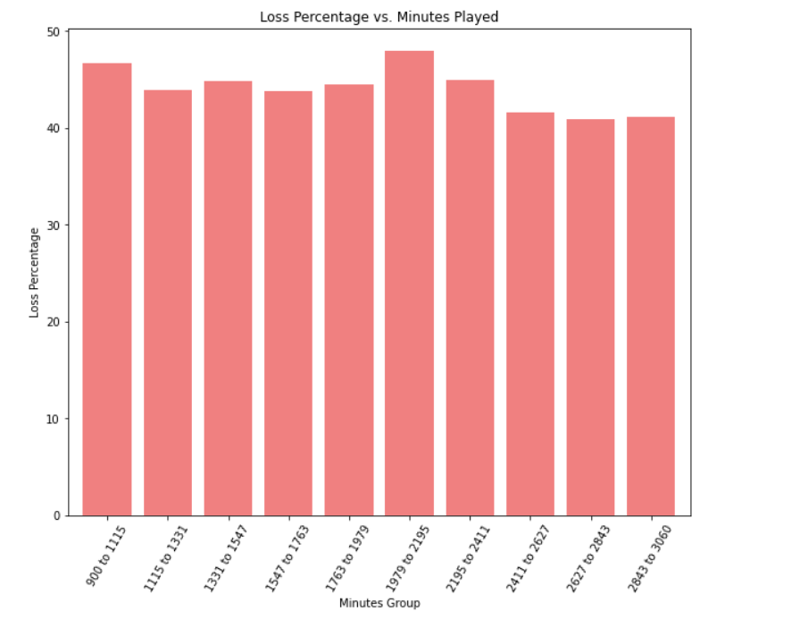 Loss Percentage vs. Minutes Played
50
40
30
20
10
0
Loss Percentage
900 to 1115
1115 to 1331
1331 to 1547
1547 to 1763
1763 to 1979
1979 to 2195
2195 to 2411
2411 to 2627
2627 to 2843
2843 to 3060
Minutes Group